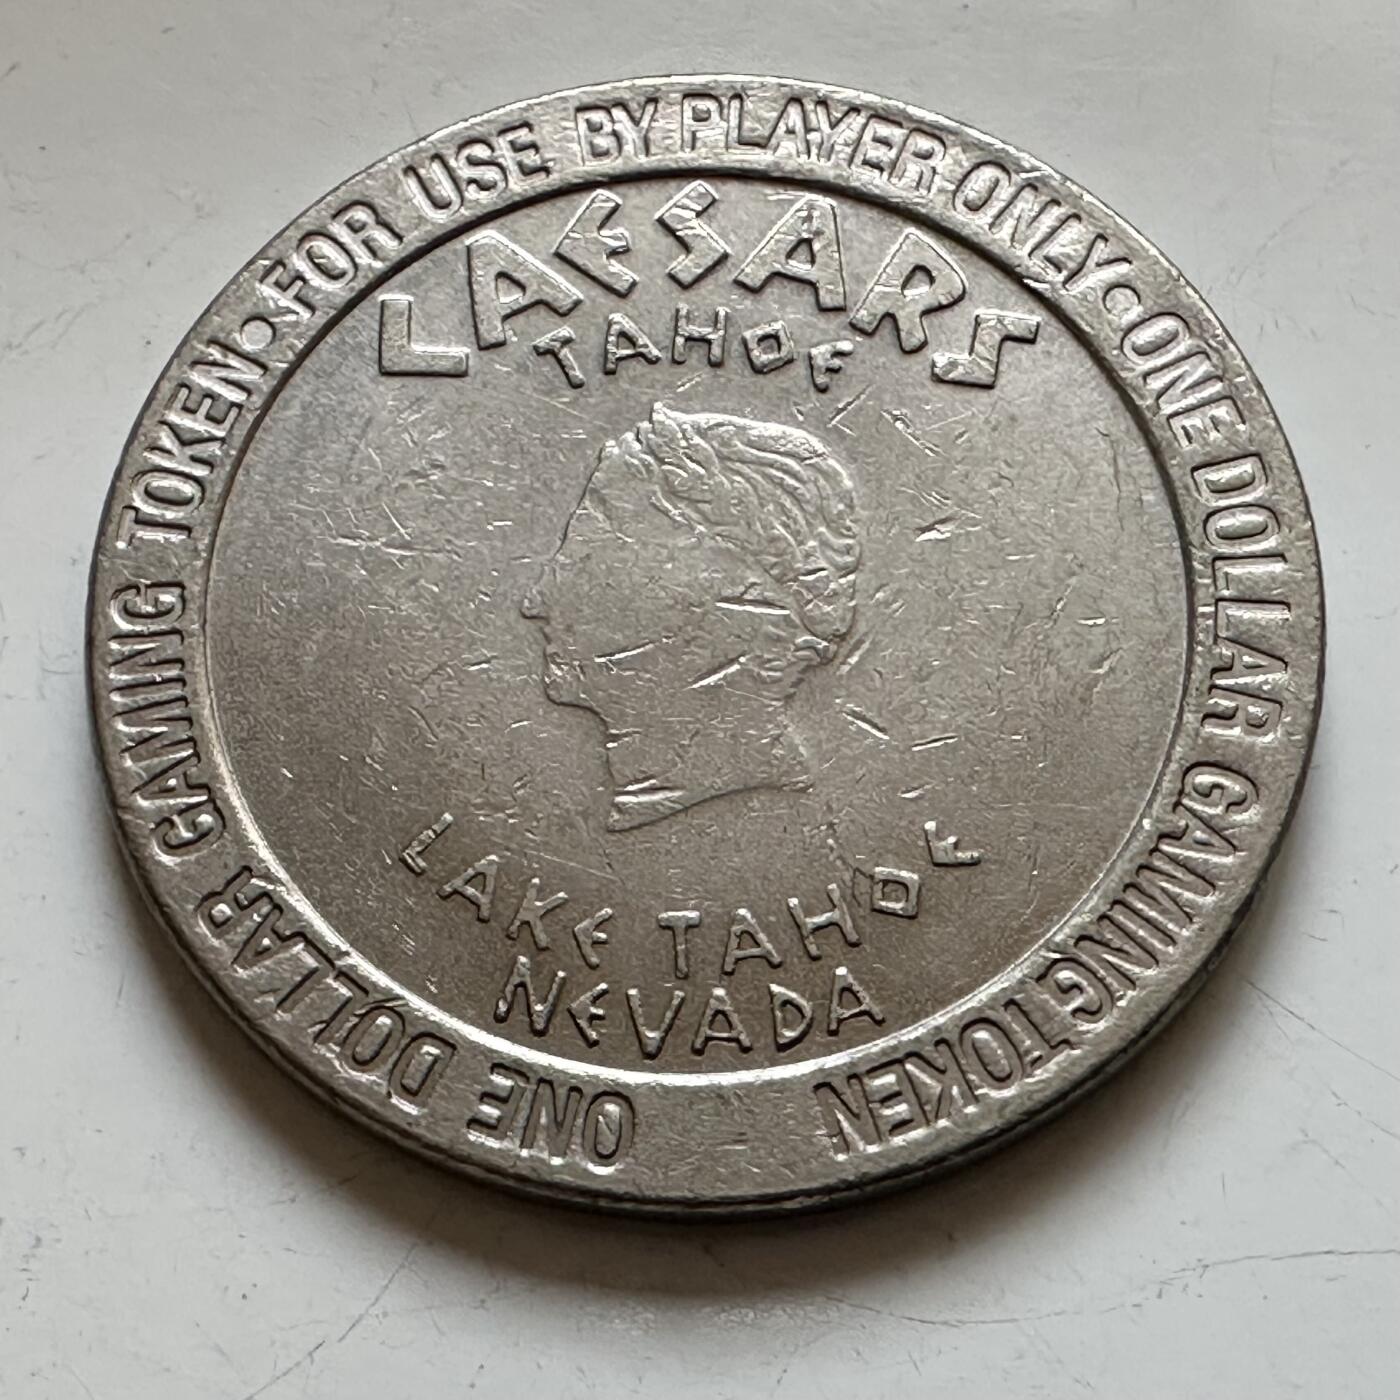 ONE DOLLAR GAMING TOKEN • FOR USE BY PLAYER ONLY • ONE DOLLAR GAMING TOKEN
CAESARS
TAHOE
LAKE TAHOE
NEVADA